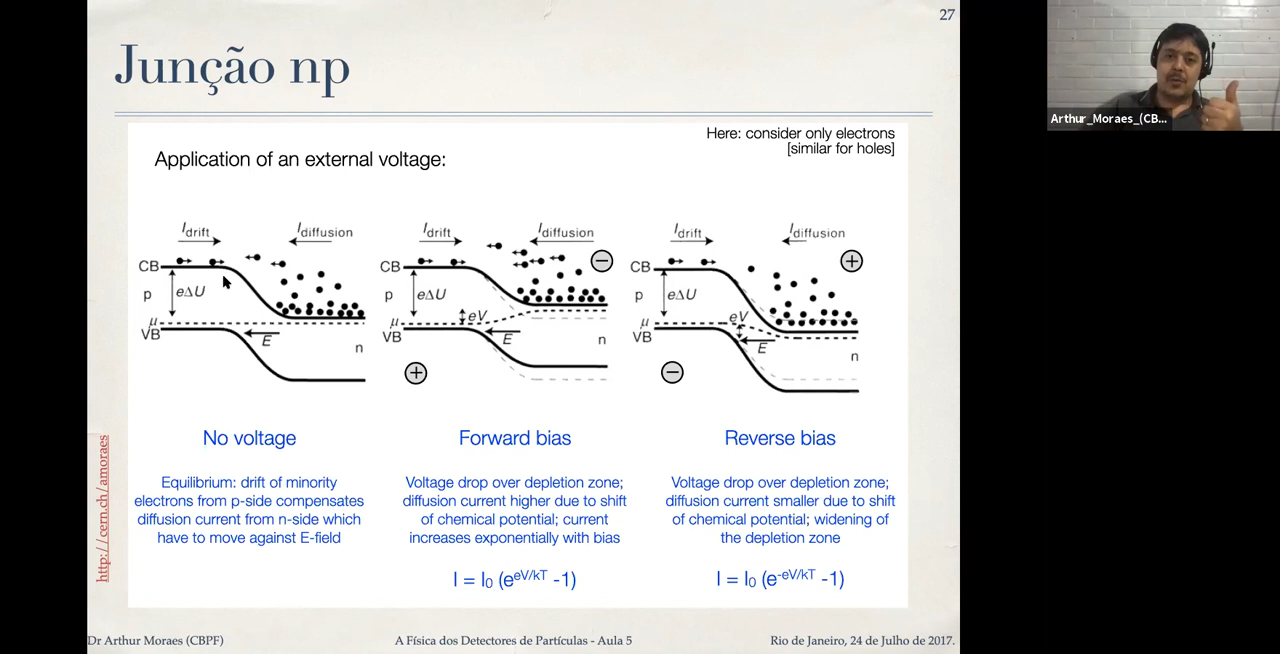 27
Junção np
Here: consider only electrons
[similar for holes]
Application of an external voltage:
Idrift
Idiffusion
CB
p
eΔU
μ
VB
E
n
Idrift
Idiffusion
−
CB
p
eΔU
μ
eV
VB
E
n
+
Idrift
Idiffusion
+
CB
p
eΔU
μ
eV
VB
E
n
−
No voltage
Equilibrium: drift of minority
electrons from p-side compensates
diffusion current from n-side which
have to move against E-field
Forward bias
Voltage drop over depletion zone;
diffusion current higher due to shift
of chemical potential; current
increases exponentially with bias
I = I₀ (e^eV/kT -1)
Reverse bias
Voltage drop over depletion zone;
diffusion current smaller due to shift
of chemical potential; widening of
the depletion zone
I = I₀ (e^-eV/kT -1)
http://cern.ch/amoraes
Dr Arthur Moraes (CBPF)
A Física dos Detectores de Partículas - Aula 5
Rio de Janeiro, 24 de Julho de 2017.
Arthur_Moraes_(CB...